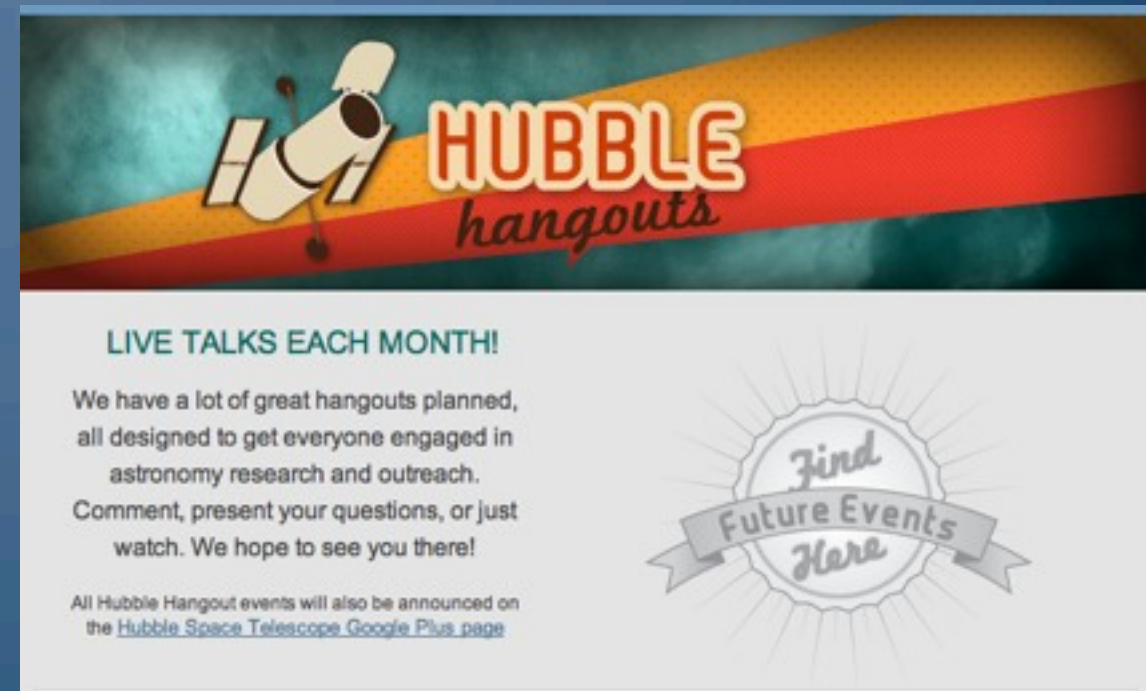 HUBBLE
hangouts
LIVE TALKS EACH MONTH!
We have a lot of great hangouts planned,
all designed to get everyone engaged in
astronomy research and outreach.
Comment, present your questions, or just
watch. We hope to see you there!
All Hubble Hangout events will also be announced on
the Hubble Space Telescope Google Plus page
Find
Future Events
Here